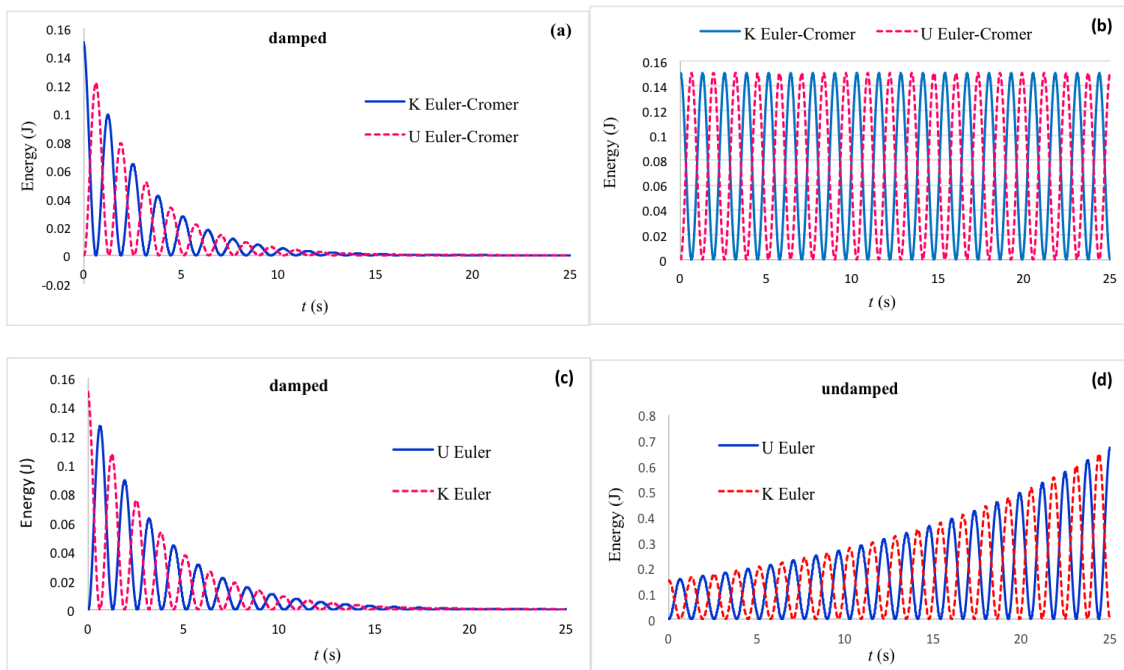 (a)
damped
0.16
0.14
0.12
0.1
0.08
0.06
0.04
0.02
0
-0.02
Energy (J)
K Euler-Cromer
U Euler-Cromer
0 5 10 15 20 25
t (s)
(b)
K Euler-Cromer U Euler-Cromer
0.16
0.14
0.12
0.1
0.08
0.06
0.04
0.02
0
Energy (J)
0 5 10 15 20 25
t (s)
(c)
damped
0.16
0.14
0.12
0.1
0.08
0.06
0.04
0.02
0
Energy (J)
U Euler
K Euler
0 5 10 15 20 25
t (s)
(d)
undamped
0.8
0.7
0.6
0.5
0.4
0.3
0.2
0.1
0
Energy (J)
U Euler
K Euler
0 5 10 15 20 25
t (s)